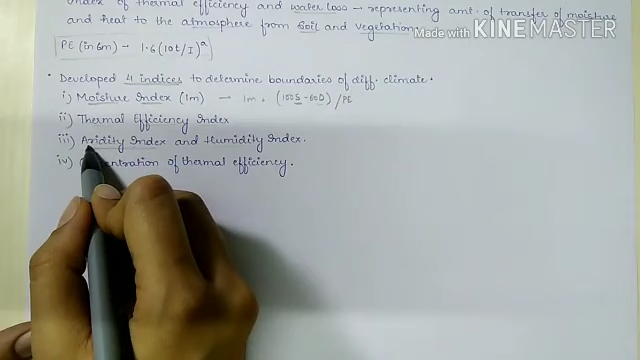 Index of thermal efficiency and water loss → representing amt. of transfer of moisture
and heat to the atmosphere from soil and vegetation
Made with KINEMASTER
PE (in cm) → 1.6 (10t/I)ᵃ
• Developed 4 indices to determine boundaries of diff. climate.
i) Moisture Index (Im) → Im = (100S - 60D) / PE
ii) Thermal Efficiency Index
iii) Aridity Index and Humidity Index.
iv) of thermal efficiency.